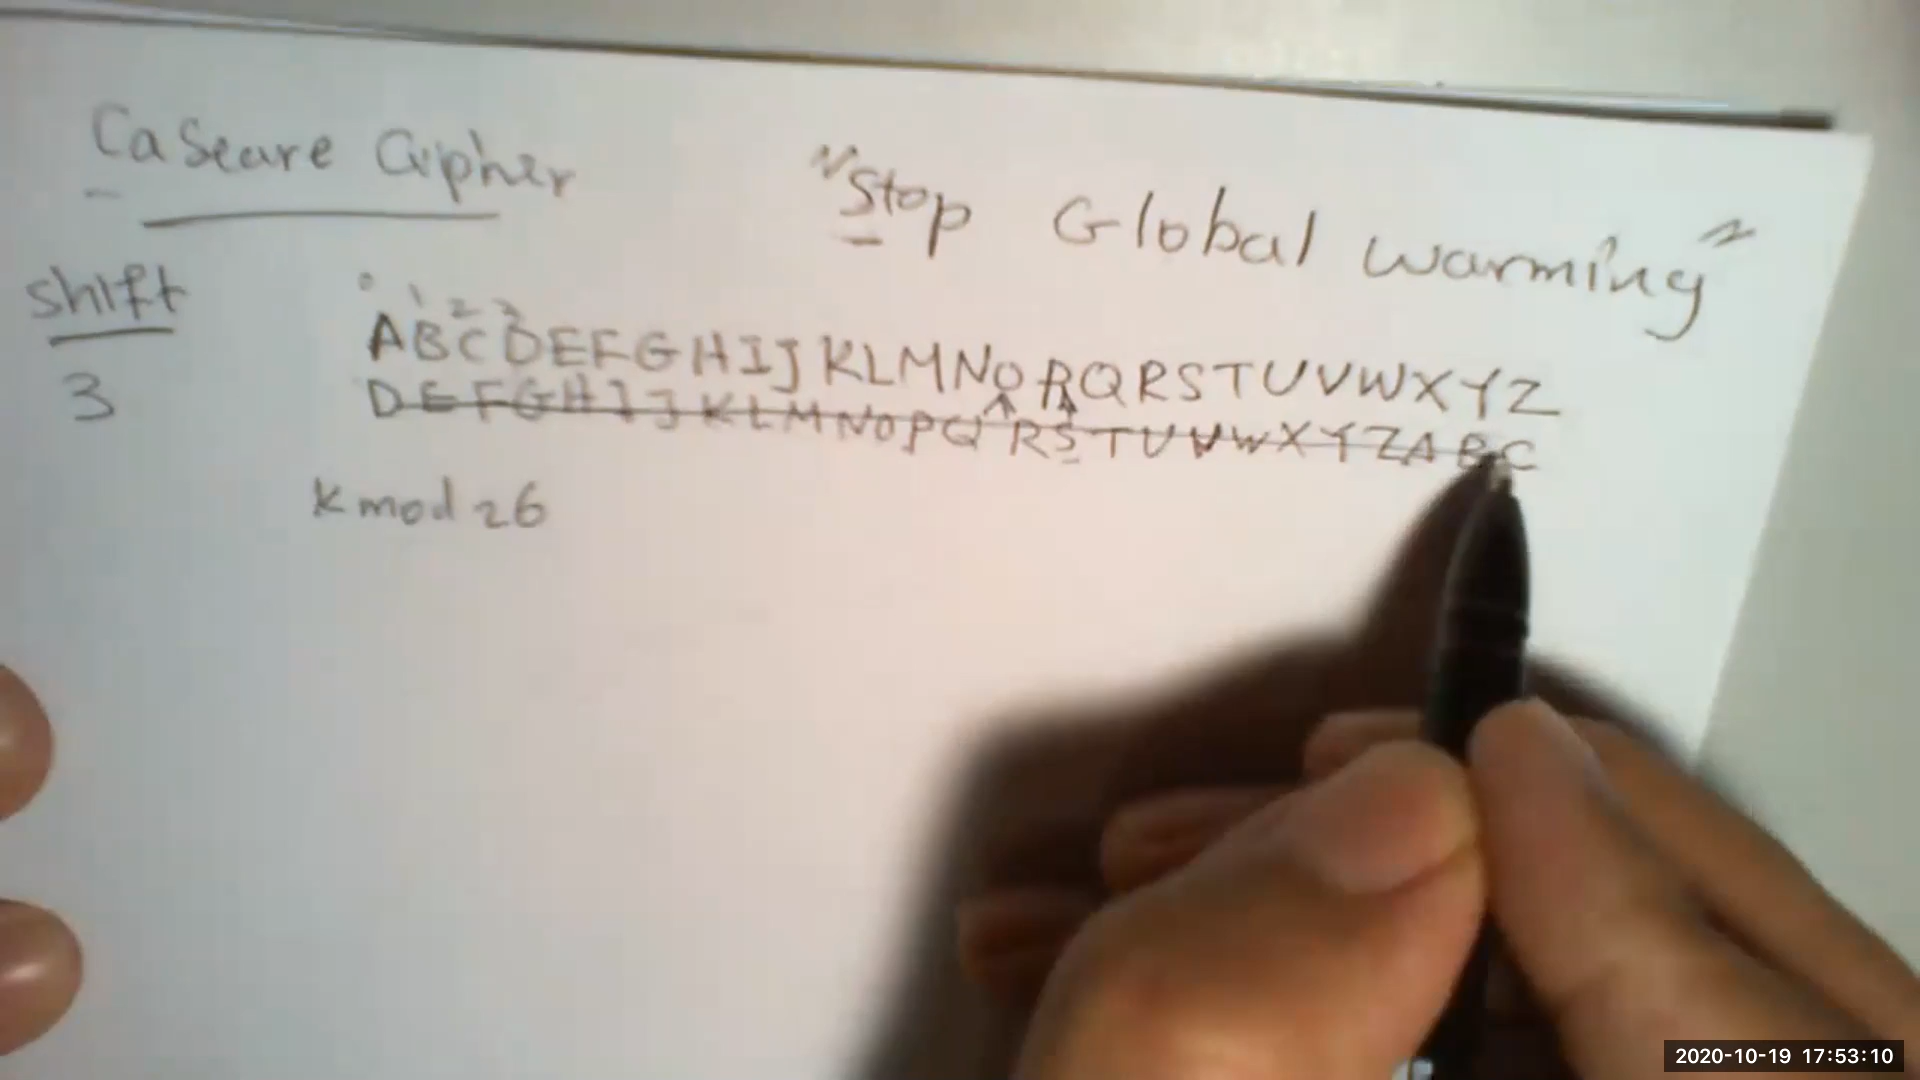 Caseare Cipher
"Stop Global warming"
shift
0 1 2 3
ABCDEFGHIJKLMNOPQRSTUVWXYZ
3
DEFGHIJKLMNOPQRSTUVWXYZABC
K mod 26
2020-10-19 17:53:10